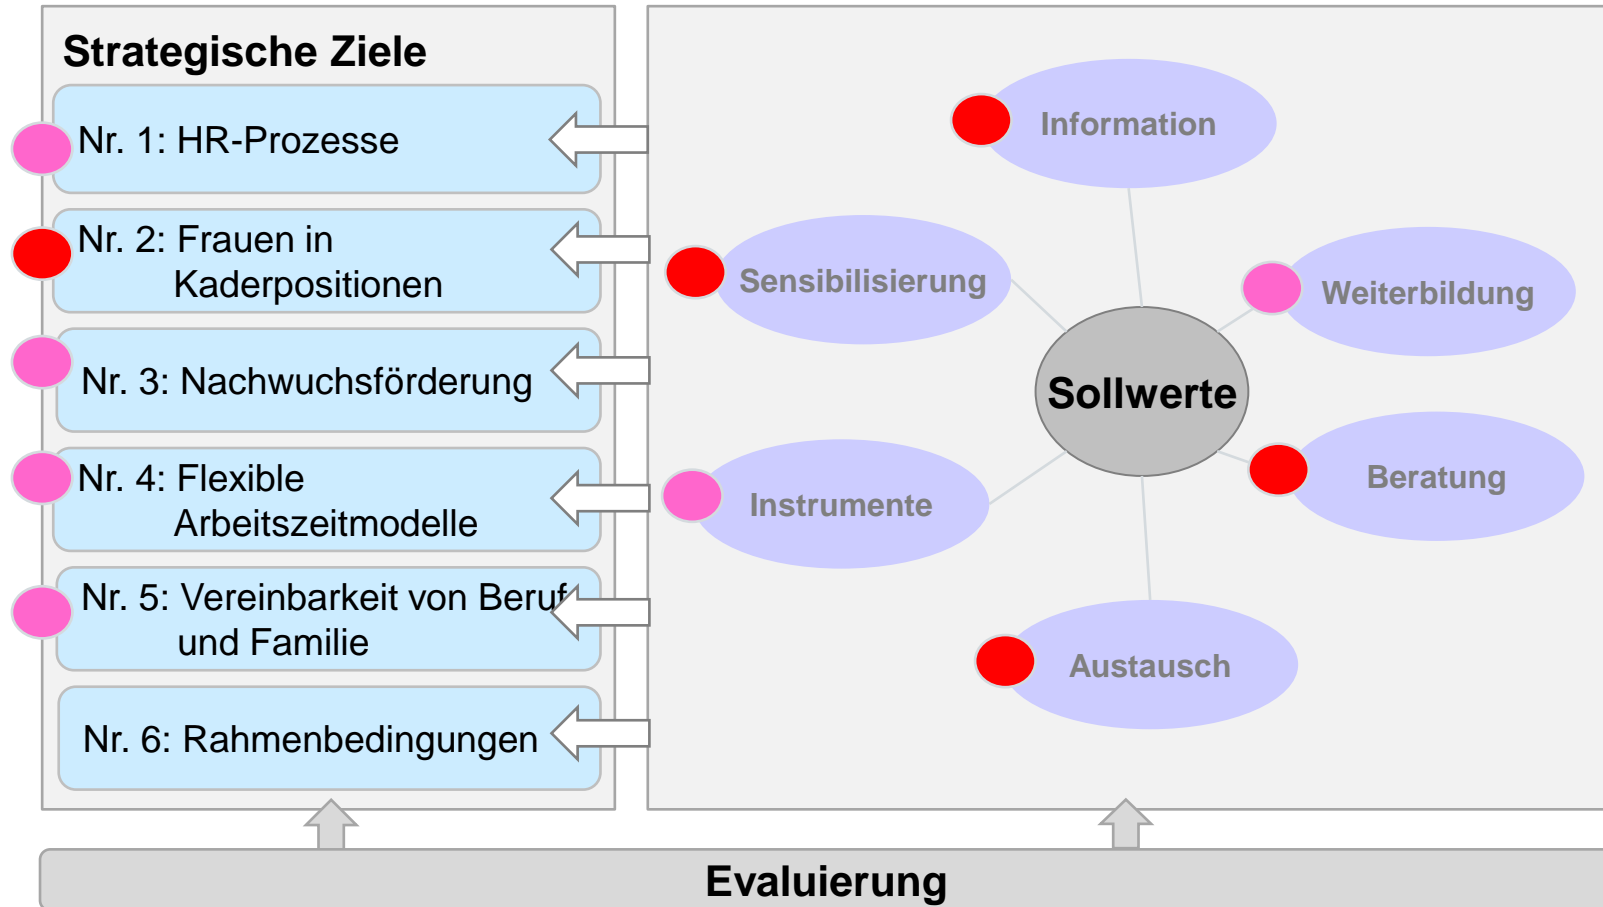 Strategische Ziele
Nr. 1: HR-Prozesse
Nr. 2: Frauen in
Kaderpositionen
Nr. 3: Nachwuchsförderung
Nr. 4: Flexible
Arbeitszeitmodelle
Nr. 5: Vereinbarkeit von Beruf
und Familie
Nr. 6: Rahmenbedingungen
Information
Sensibilisierung
Weiterbildung
Sollwerte
Instrumente
Beratung
Austausch
Evaluierung